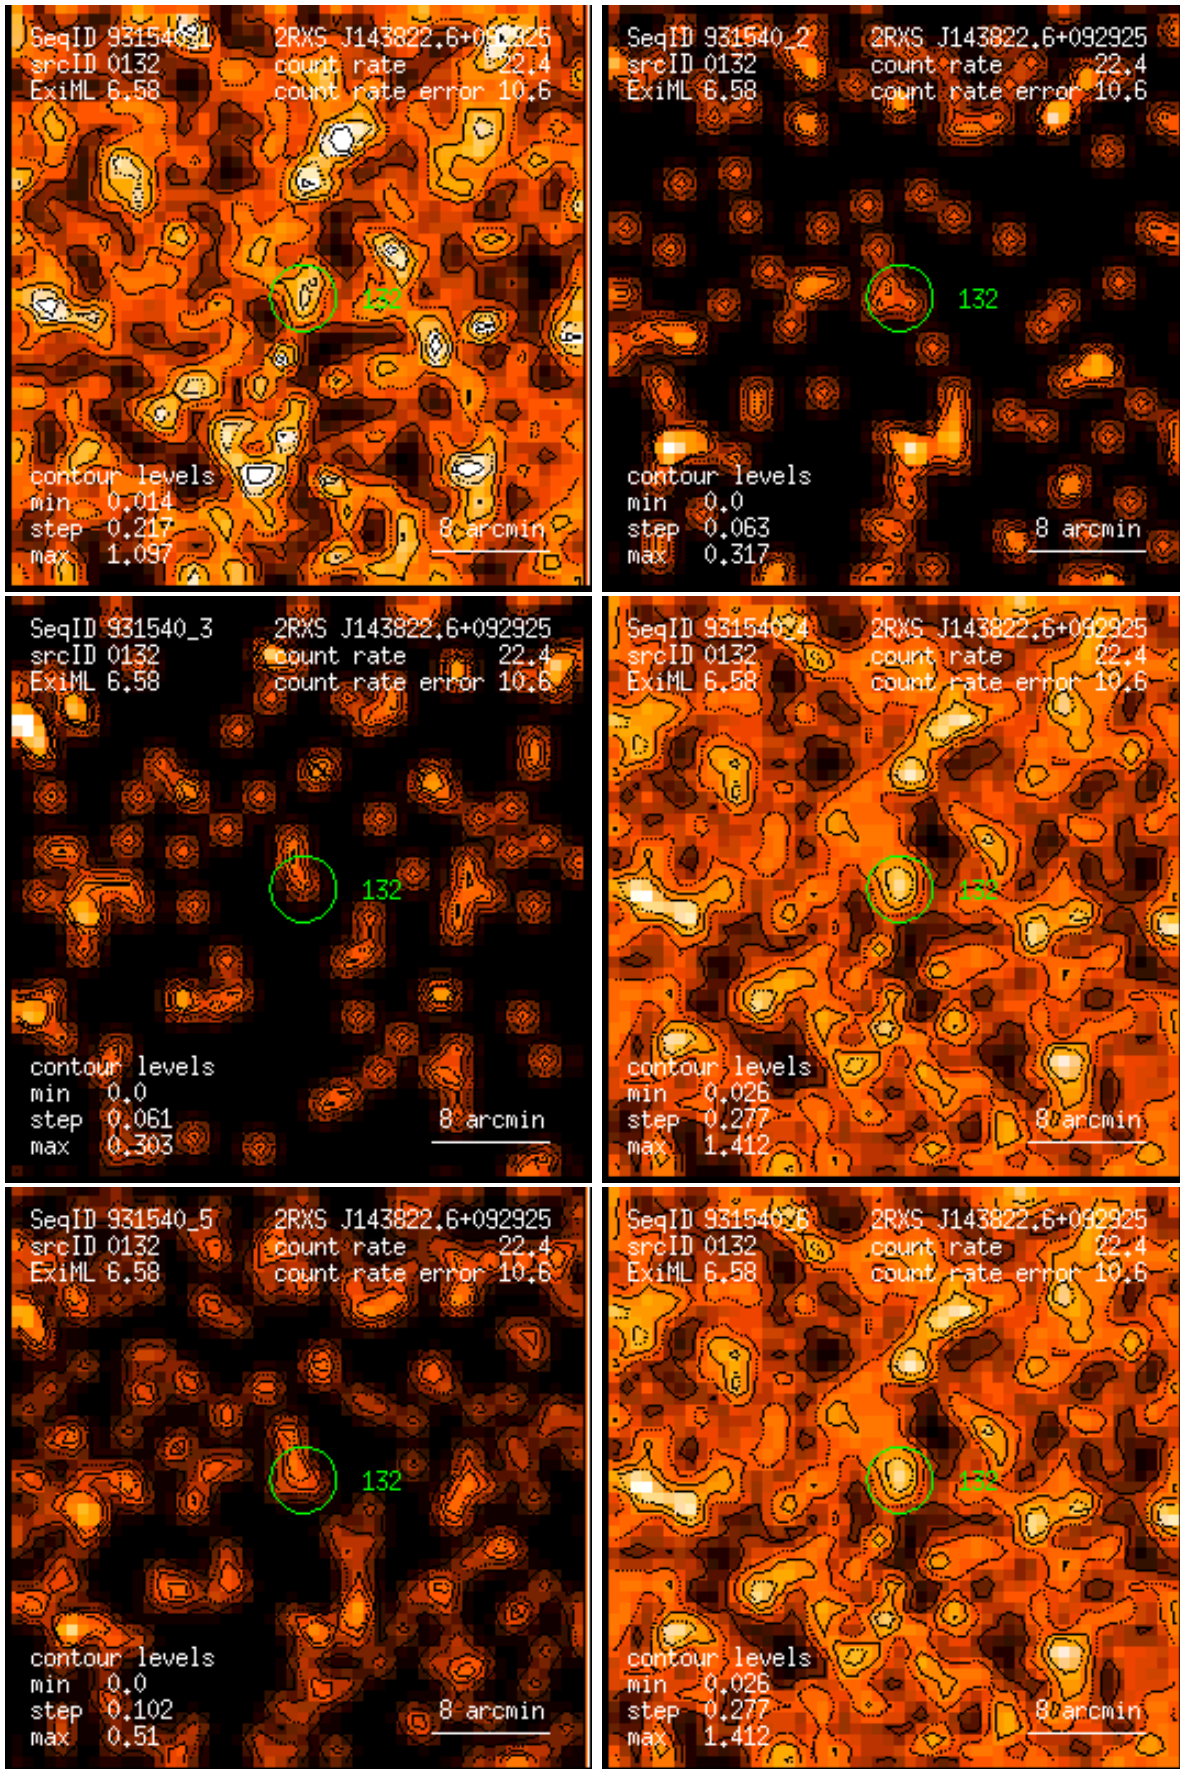 SeqID 931540_1 2RXS J143822.6+092925
srcID 0132 count rate 22.4
ExiML 6.58 count rate error 10.6
132
contour levels
min 0.014
step 0.217 8 arcmin
max 1.097
SeqID 931540_2 2RXS J143822.6+092925
srcID 0132 count rate 22.4
ExiML 6.58 count rate error 10.6
132
contour levels
min 0.0
step 0.063 8 arcmin
max 0.317
SeqID 931540_3 2RXS J143822.6+092925
srcID 0132 count rate 22.4
ExiML 6.58 count rate error 10.6
132
contour levels
min 0.0
step 0.061 8 arcmin
max 0.303
SeqID 931540_4 2RXS J143822.6+092925
srcID 0132 count rate 22.4
ExiML 6.58 count rate error 10.6
132
contour levels
min 0.026
step 0.277 8 arcmin
max 1.412
SeqID 931540_5 2RXS J143822.6+092925
srcID 0132 count rate 22.4
ExiML 6.58 count rate error 10.6
132
contour levels
min 0.0
step 0.102 8 arcmin
max 0.51
SeqID 931540_6 2RXS J143822.6+092925
srcID 0132 count rate 22.4
ExiML 6.58 count rate error 10.6
132
contour levels
min 0.026
step 0.277 8 arcmin
max 1.412